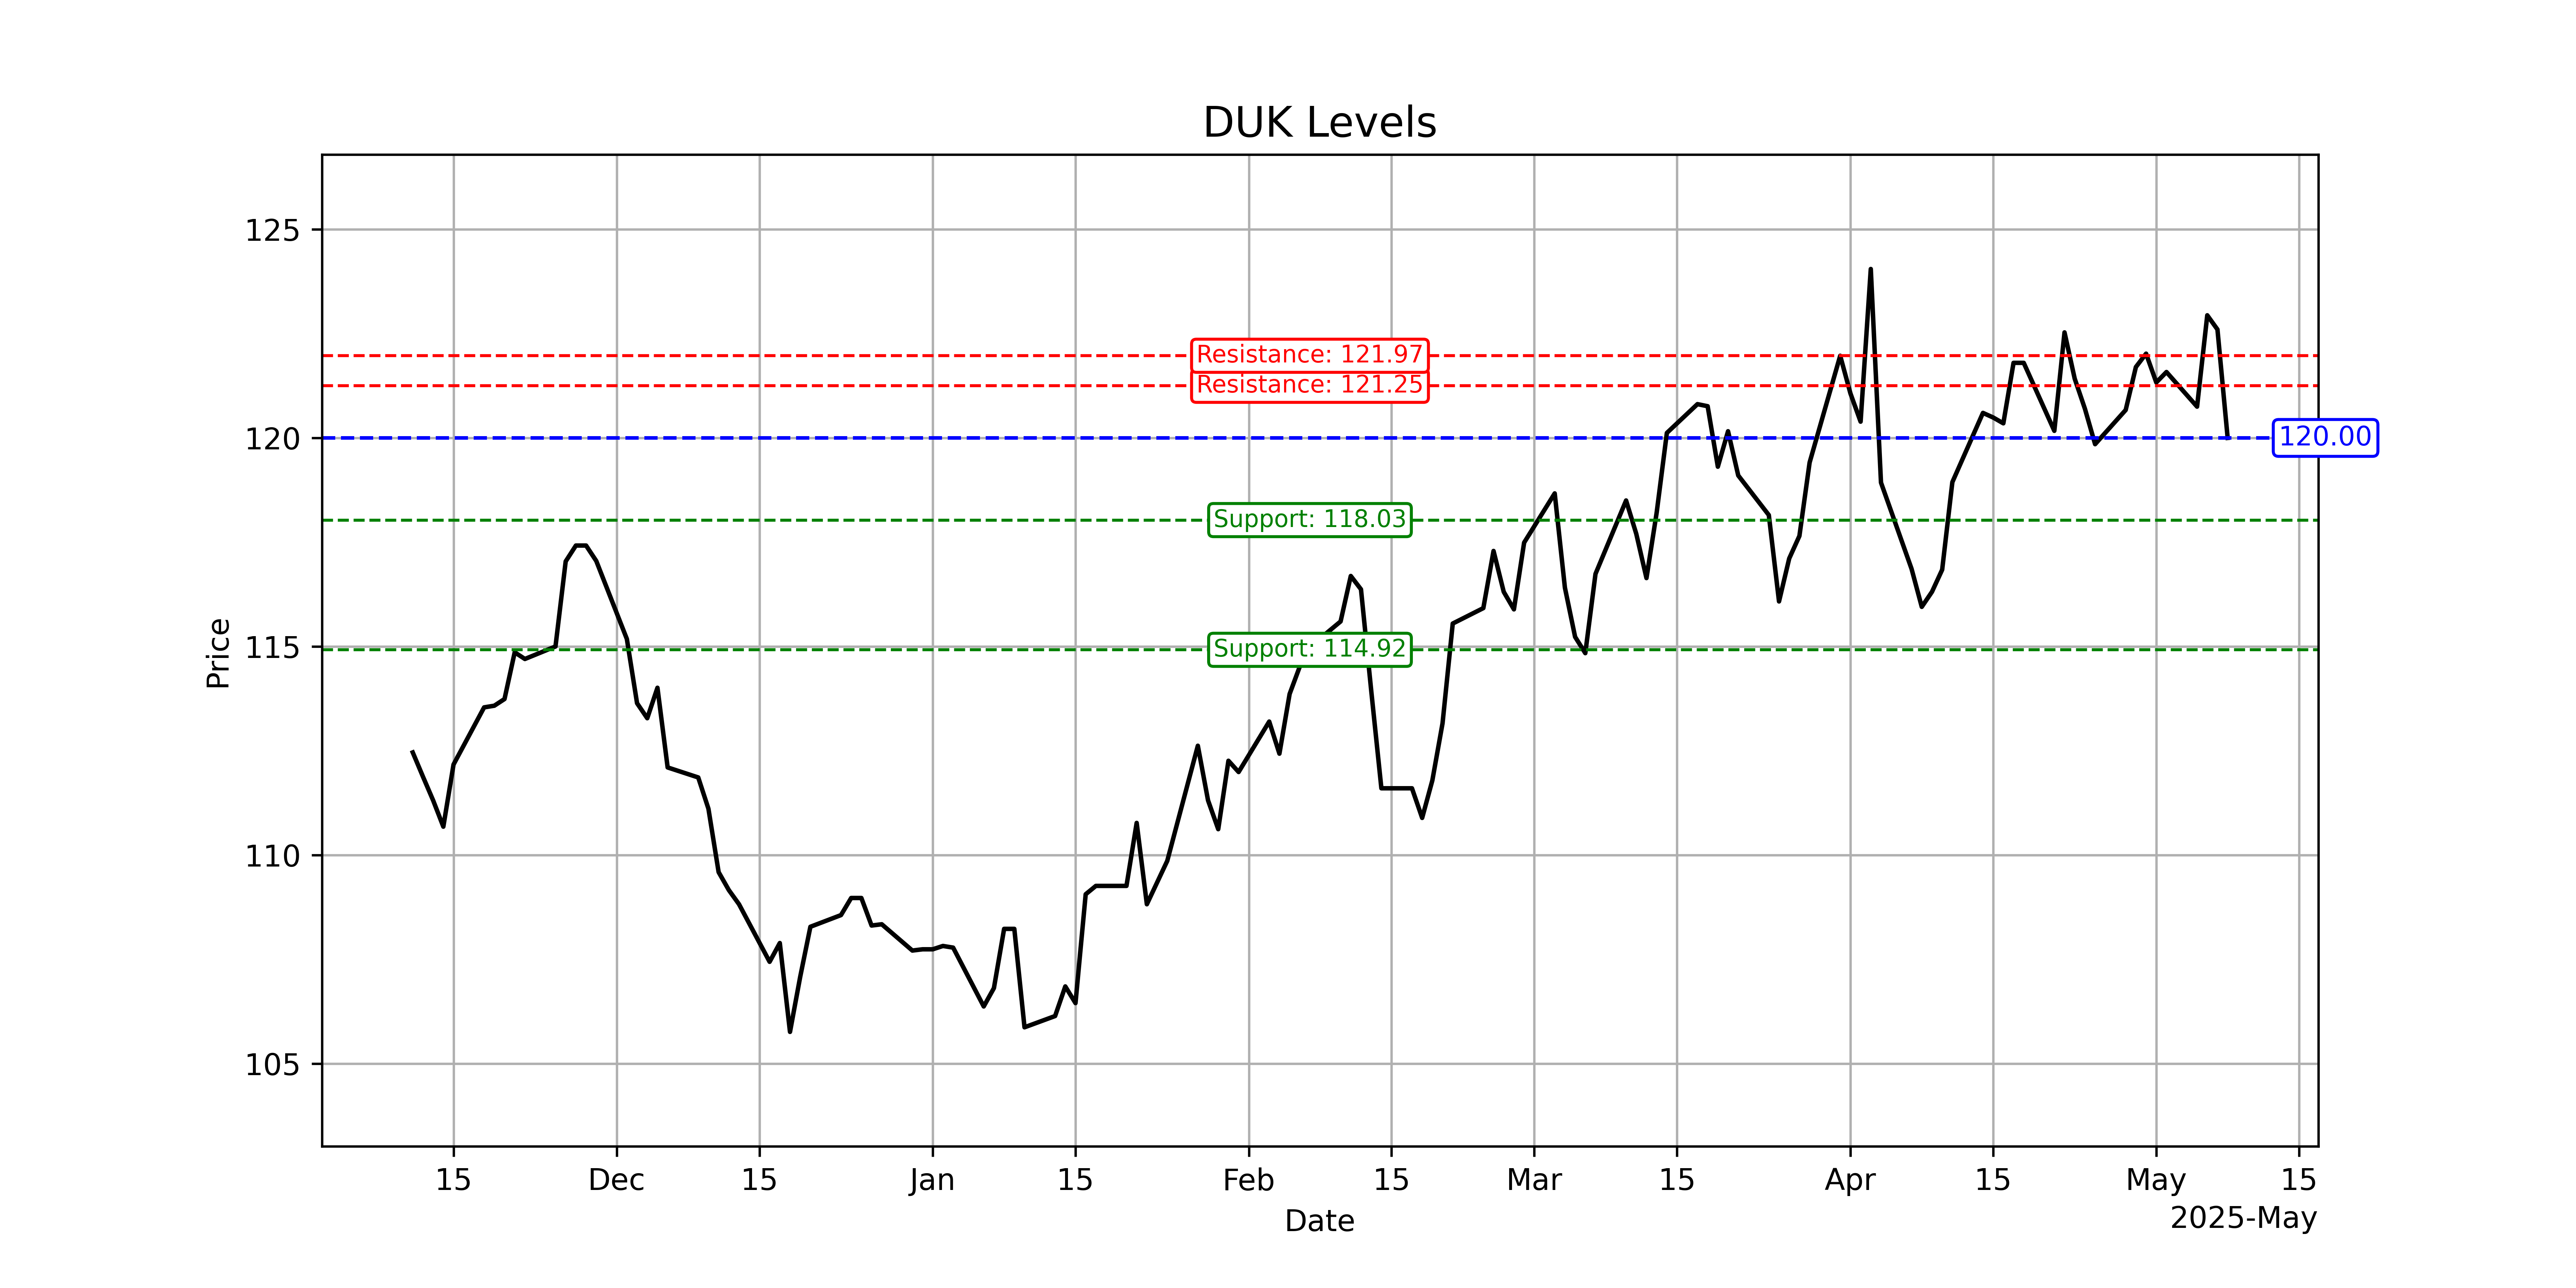 DUK Levels
125
120
115
110
105
Price
Resistance: 121.97
Resistance: 121.25
120.00
Support: 118.03
Support: 114.92
15 Dec 15 Jan 15 Feb 15 Mar 15 Apr 15 May 15
2025-May
Date